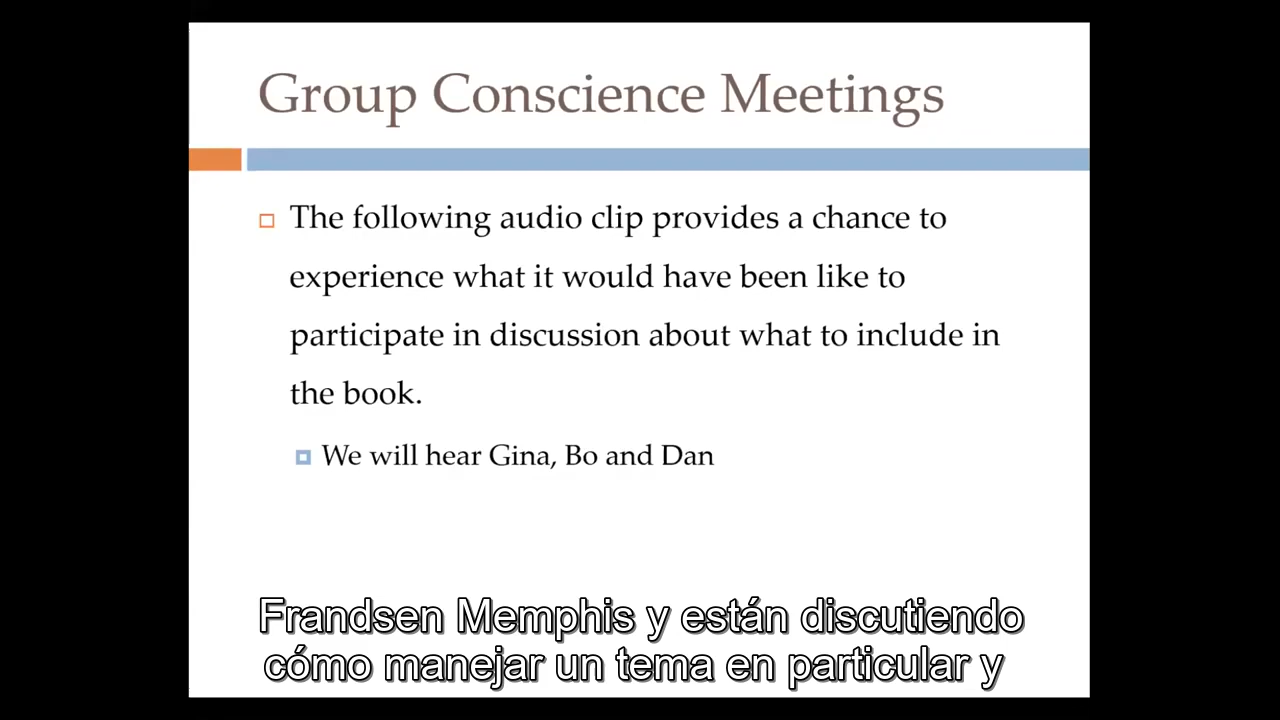 Group Conscience Meetings
The following audio clip provides a chance to
experience what it would have been like to
participate in discussion about what to include in
the book.
We will hear Gina, Bo and Dan
Frandsen Memphis y están discutiendo
cómo manejar un tema en particular y